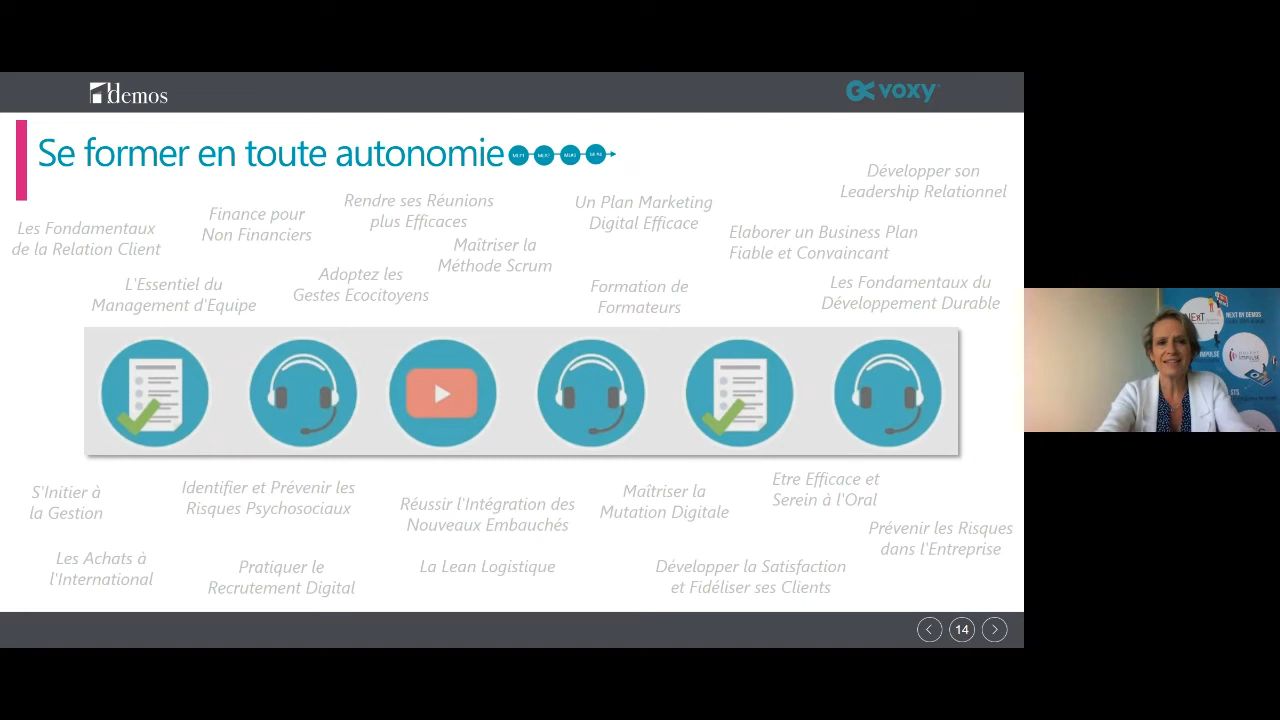 demos
voxy
Se former en toute autonomie
Développer son
Leadership Relationnel
Rendre ses Réunions
plus Efficaces
Un Plan Marketing
Digital Efficace
Finance pour
Non Financiers
Les Fondamentaux
de la Relation Client
Elaborer un Business Plan
Fiable et Convaincant
Maîtriser la
Méthode Scrum
Adoptez les
Gestes Ecocitoyens
L'Essentiel du
Management d'Equipe
Formation de
Formateurs
Les Fondamentaux du
Développement Durable
NEXT BY DEMOS
IMPULSE
S'Initier à
la Gestion
Identifier et Prévenir les
Risques Psychosociaux
Réussir l'Intégration des
Nouveaux Embauchés
Maîtriser la
Mutation Digitale
Etre Efficace et
Serein à l'Oral
Prévenir les Risques
dans l'Entreprise
Les Achats à
l'International
Pratiquer le
Recrutement Digital
La Lean Logistique
Développer la Satisfaction
et Fidéliser ses Clients
14